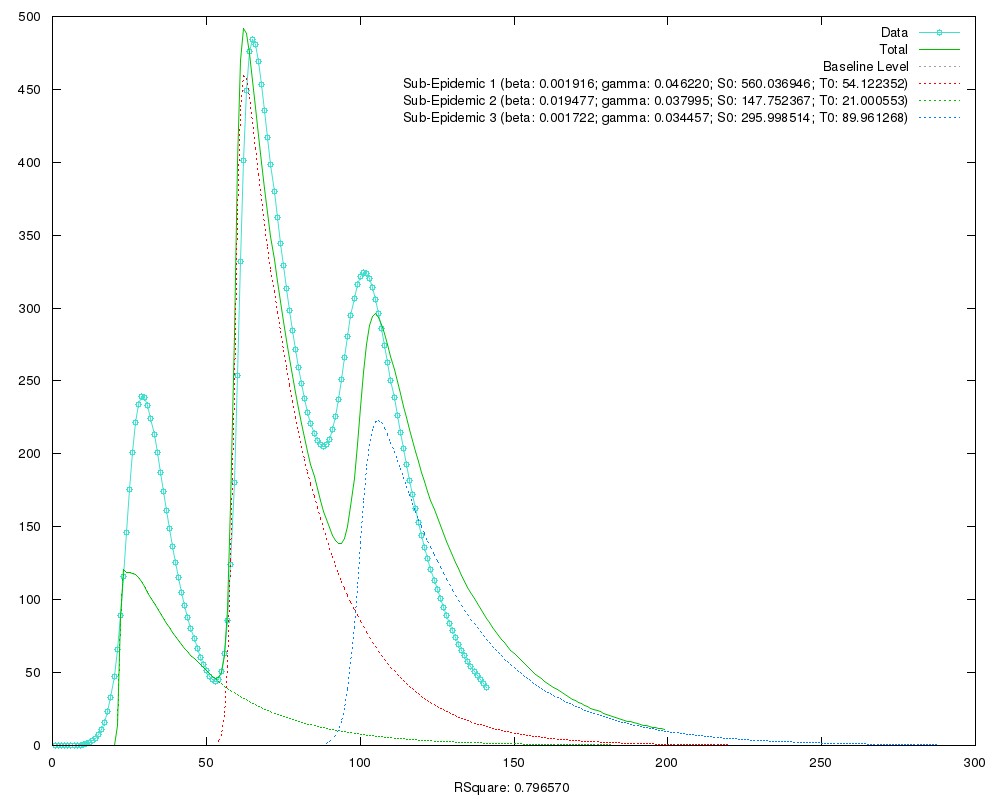 500
450
400
350
300
250
200
150
100
50
0
0 50 100 150 200 250 300
Data
Total
Baseline Level
Sub-Epidemic 1 (beta: 0.001916; gamma: 0.046220; S0: 560.036946; T0: 54.122352)
Sub-Epidemic 2 (beta: 0.019477; gamma: 0.037995; S0: 147.752367; T0: 21.000553)
Sub-Epidemic 3 (beta: 0.001722; gamma: 0.034457; S0: 295.998514; T0: 89.961268)
RSquare: 0.796570